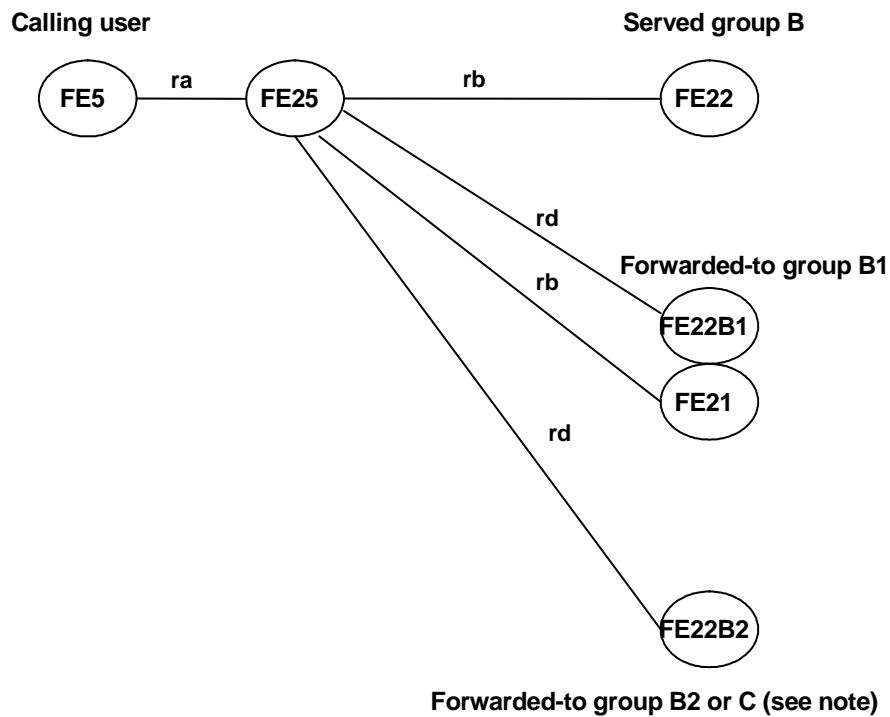 Calling user
Served group B
FE5
ra
FE25
rb
FE22
rd
Forwarded-to group B1
rb
FE22B1
FE21
rd
FE22B2
Forwarded-to group B2 or C (see note)